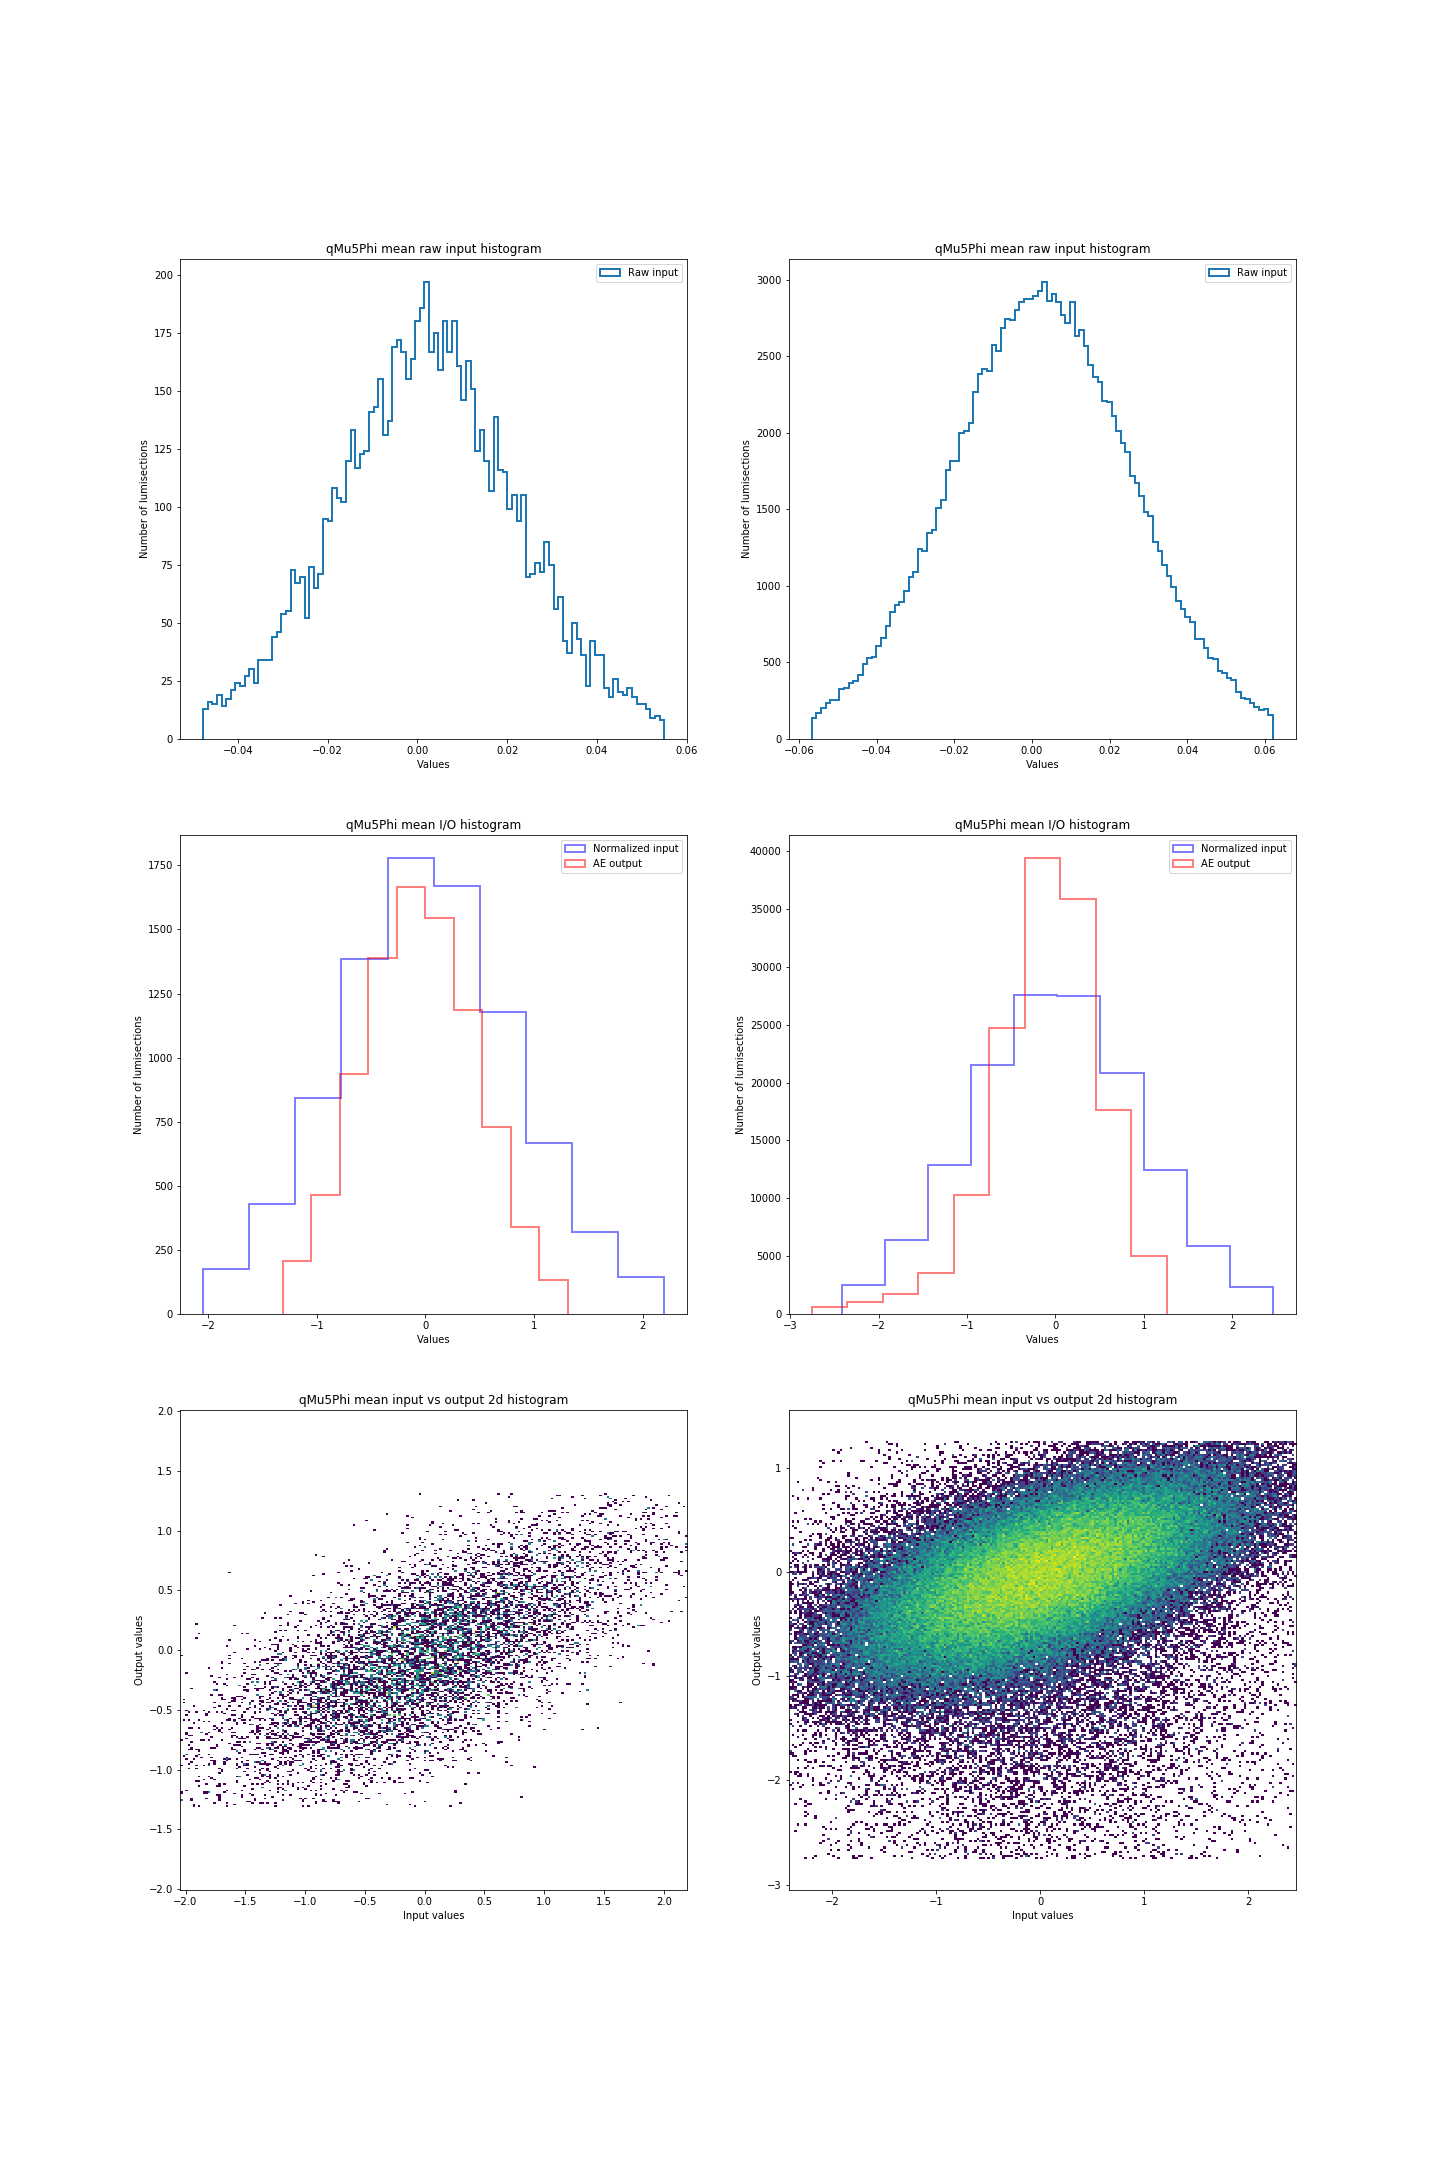 qMu5Phi mean raw input histogram
Raw input
200
175
150
125
100
75
50
25
0
Number of lumisections
−0.04 −0.02 0.00 0.02 0.04 0.06
Values
qMu5Phi mean raw input histogram
Raw input
3000
2500
2000
1500
1000
500
0
Number of lumisections
−0.06 −0.04 −0.02 0.00 0.02 0.04 0.06
Values
qMu5Phi mean I/O histogram
Normalized input
AE output
1750
1500
1250
1000
750
500
250
0
Number of lumisections
−2 −1 0 1 2
Values
qMu5Phi mean I/O histogram
Normalized input
AE output
40000
35000
30000
25000
20000
15000
10000
5000
0
Number of lumisections
−3 −2 −1 0 1 2
Values
qMu5Phi mean input vs output 2d histogram
2.0
1.5
1.0
0.5
0.0
−0.5
−1.0
−1.5
−2.0
Output values
−2.0 −1.5 −1.0 −0.5 0.0 0.5 1.0 1.5 2.0
Input values
qMu5Phi mean input vs output 2d histogram
1
0
−1
−2
−3
Output values
−2 −1 0 1 2
Input values